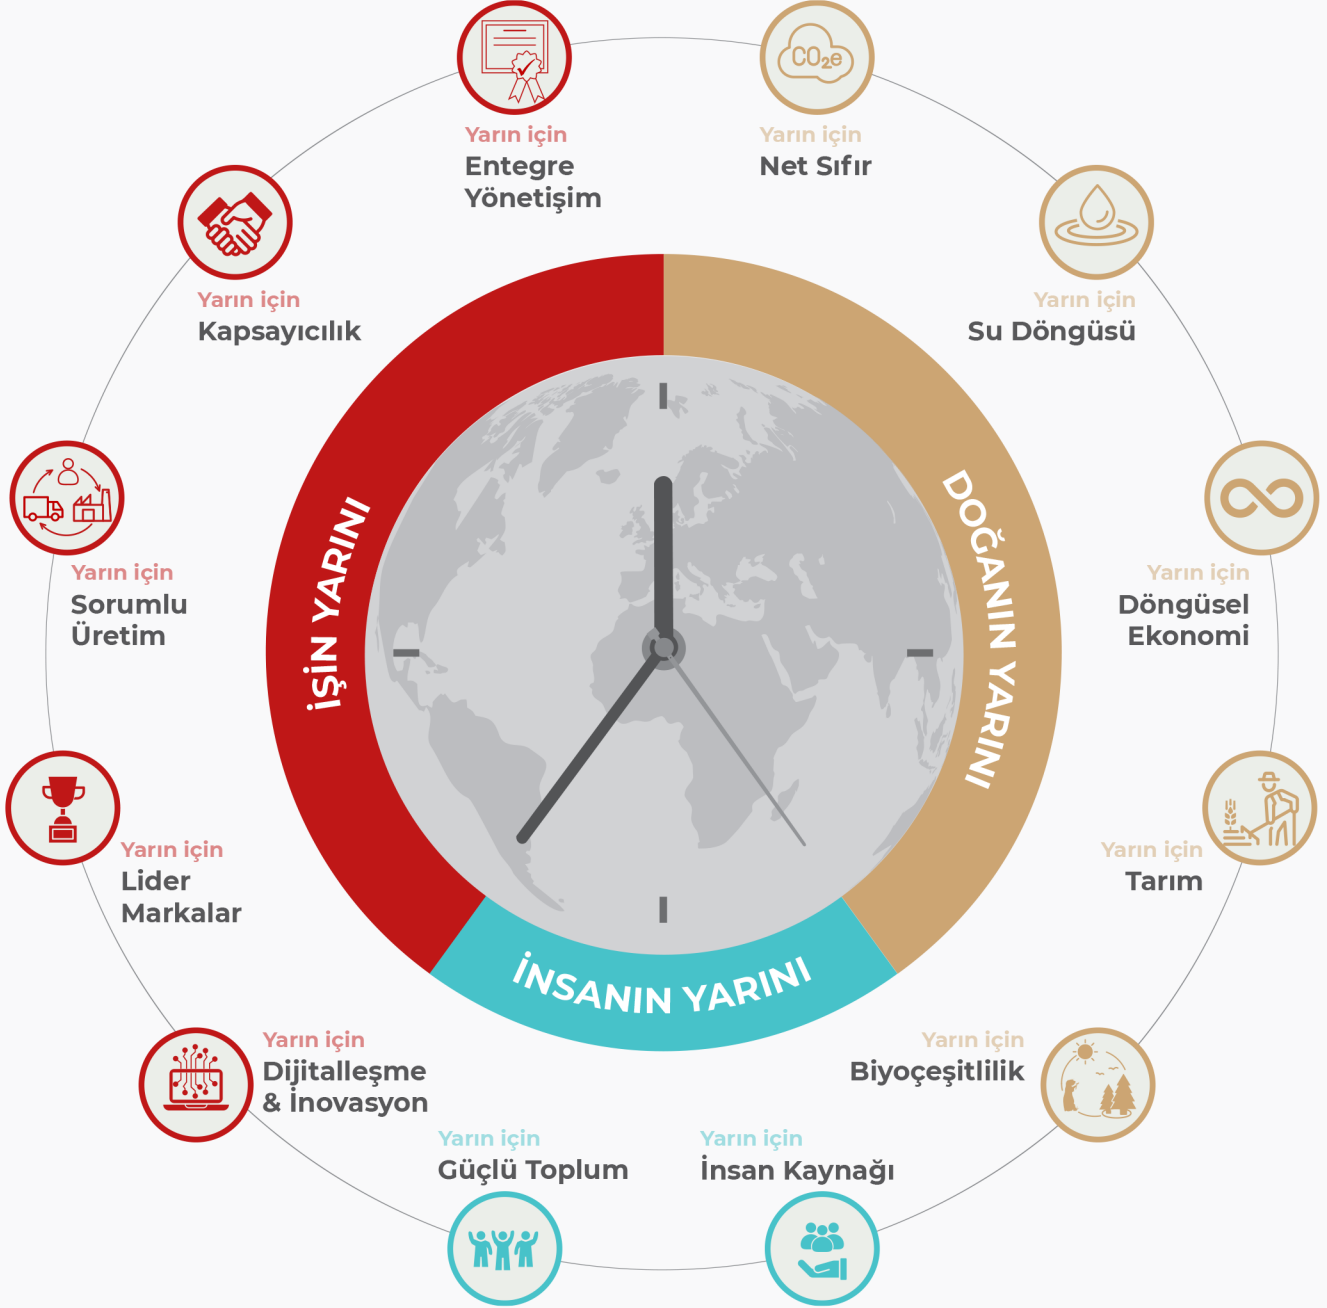 Yarın için
Entegre
Yönetişim
CO₂e
Yarın için
Net Sıfır
Yarın için
Kapsayıcılık
Yarın için
Su Döngüsü
Yarın için
Sorumlu
Üretim
Yarın için
Döngüsel
Ekonomi
Yarın için
Lider
Markalar
Yarın için
Tarım
Yarın için
Dijitalleşme
& İnovasyon
Yarın için
Biyoçeşitlilik
Yarın için
Güçlü Toplum
Yarın için
İnsan Kaynağı
İŞİN YARINI
DOĞANIN YARINI
İNSANIN YARINI